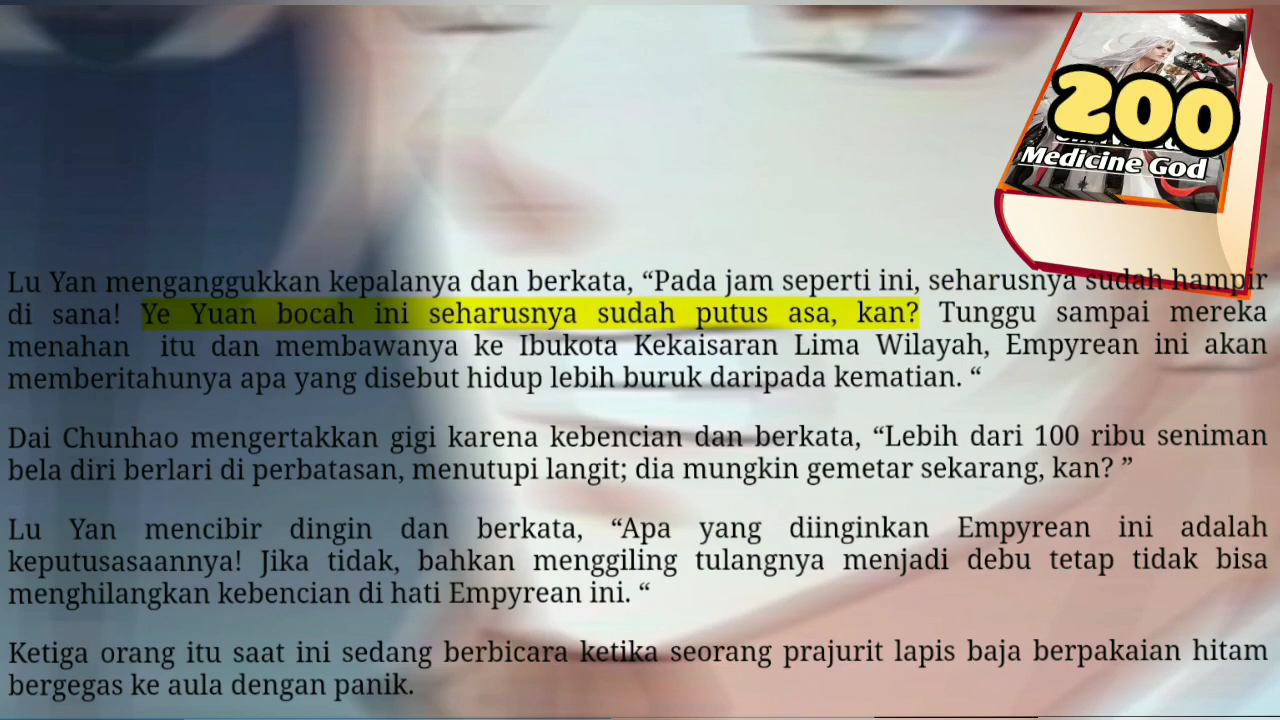 200
Medicine God
Lu Yan menganggukkan kepalanya dan berkata, “Pada jam seperti ini, seharusnya sudah hampir
di sana! Ye Yuan bocah ini seharusnya sudah putus asa, kan? Tunggu sampai mereka
menahan itu dan membawanya ke Ibukota Kekaisaran Lima Wilayah, Empyrean ini akan
memberitahunya apa yang disebut hidup lebih buruk daripada kematian. “
Dai Chunhao mengertakkan gigi karena kebencian dan berkata, “Lebih dari 100 ribu seniman
bela diri berlari di perbatasan, menutupi langit; dia mungkin gemetar sekarang, kan? ”
Lu Yan mencibir dingin dan berkata, “Apa yang diinginkan Empyrean ini adalah
keputusasaannya! Jika tidak, bahkan menggiling tulangnya menjadi debu tetap tidak bisa
menghilangkan kebencian di hati Empyrean ini. “
Ketiga orang itu saat ini sedang berbicara ketika seorang prajurit lapis baja berpakaian hitam
bergegas ke aula dengan panik.